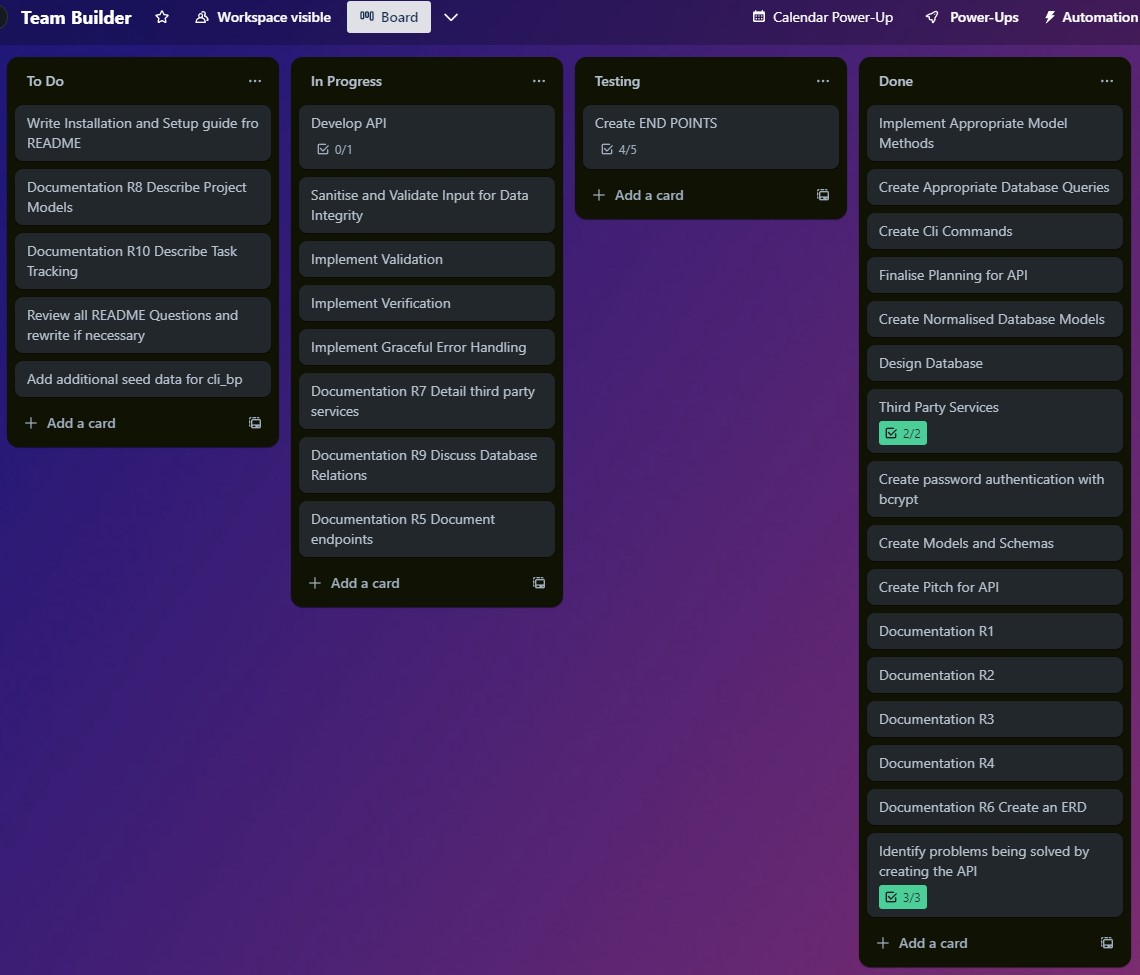 Team Builder
Workspace visible
Board
Calendar Power-Up
Power-Ups
Automation
To Do
Write Installation and Setup guide fro
README
Documentation R8 Describe Project
Models
Documentation R10 Describe Task
Tracking
Review all README Questions and
rewrite if necessary
Add additional seed data for cli_bp
Add a card
In Progress
Develop API
0/1
Sanitise and Validate Input for Data
Integrity
Implement Validation
Implement Verification
Implement Graceful Error Handling
Documentation R7 Detail third party
services
Documentation R9 Discuss Database
Relations
Documentation R5 Document
endpoints
Add a card
Testing
Create END POINTS
4/5
Add a card
Done
Implement Appropriate Model
Methods
Create Appropriate Database Queries
Create Cli Commands
Finalise Planning for API
Create Normalised Database Models
Design Database
Third Party Services
2/2
Create password authentication with
bcrypt
Create Models and Schemas
Create Pitch for API
Documentation R1
Documentation R2
Documentation R3
Documentation R4
Documentation R6 Create an ERD
Identify problems being solved by
creating the API
3/3
Add a card